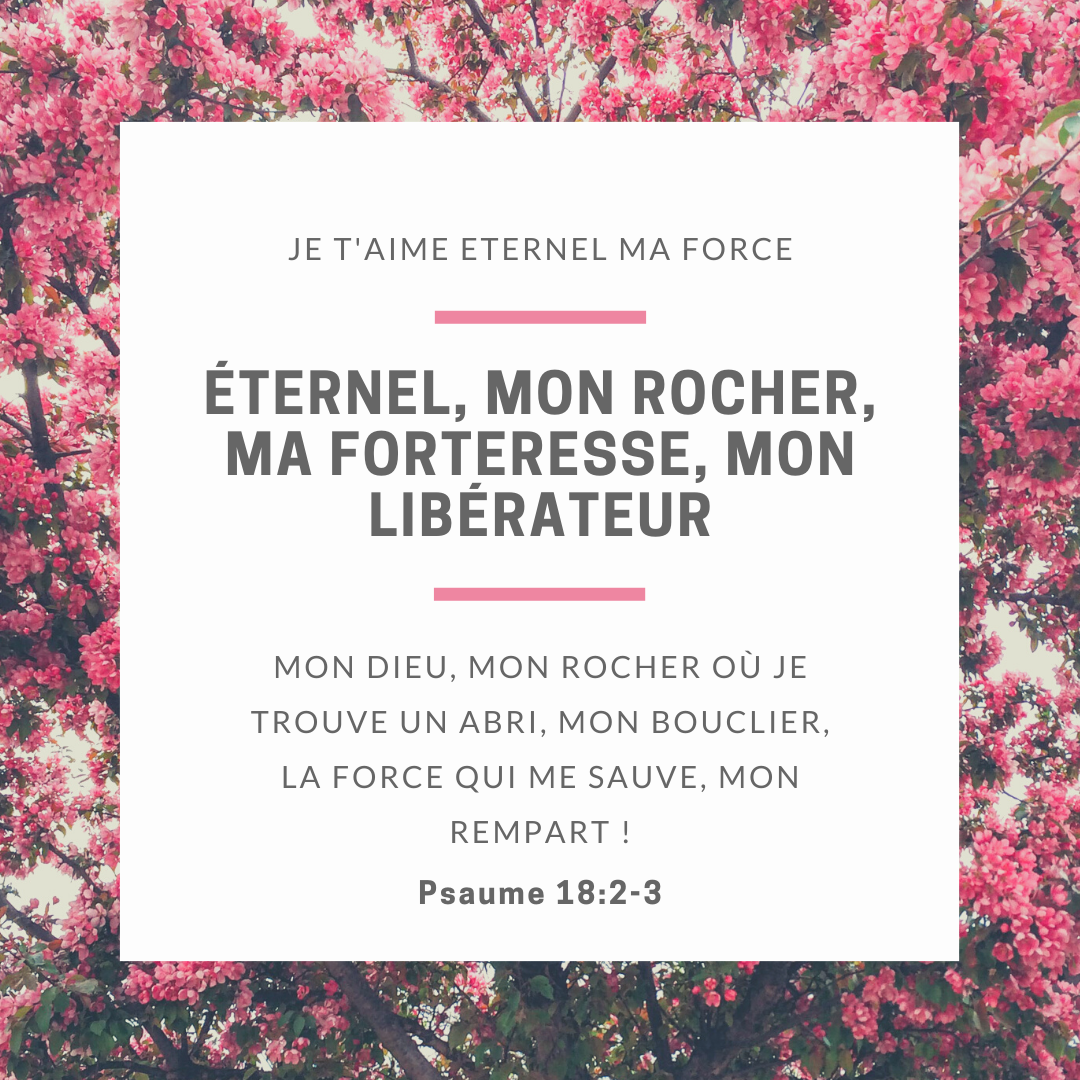 JE T'AIME ETERNEL MA FORCE
ÉTERNEL, MON ROCHER,
MA FORTERESSE, MON
LIBÉRATEUR
MON DIEU, MON ROCHER OÙ JE
TROUVE UN ABRI, MON BOUCLIER,
LA FORCE QUI ME SAUVE, MON
REMPART !
Psaume 18:2-3